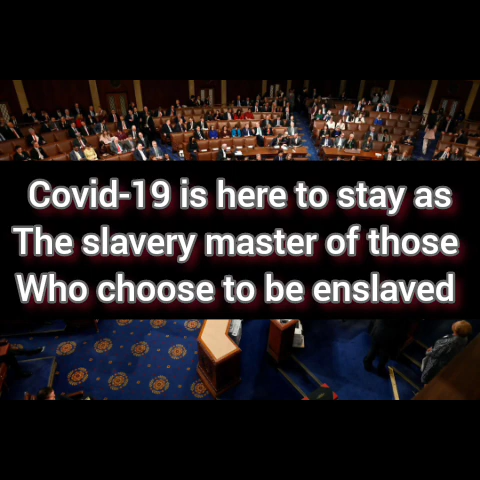 Covid-19 is here to stay as
The slavery master of those
Who choose to be enslaved